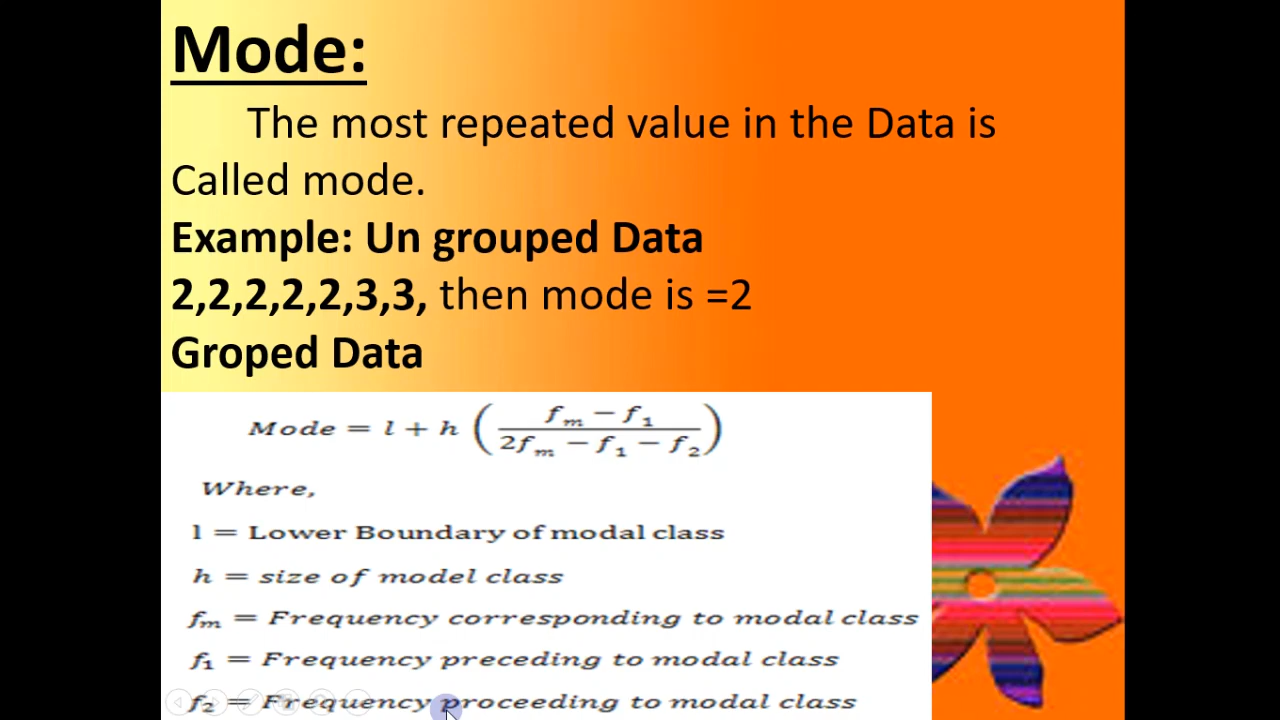 Mode:
The most repeated value in the Data is
Called mode.
Example: Un grouped Data
2,2,2,2,2,3,3, then mode is =2
Groped Data
Mode = l + h ( (f_m − f_1) / (2f_m − f_1 − f_2) )
Where,
l = Lower Boundary of modal class
h = size of model class
f_m = Frequency corresponding to modal class
f_1 = Frequency preceding to modal class
f_2 = Frequency proceeding to modal class